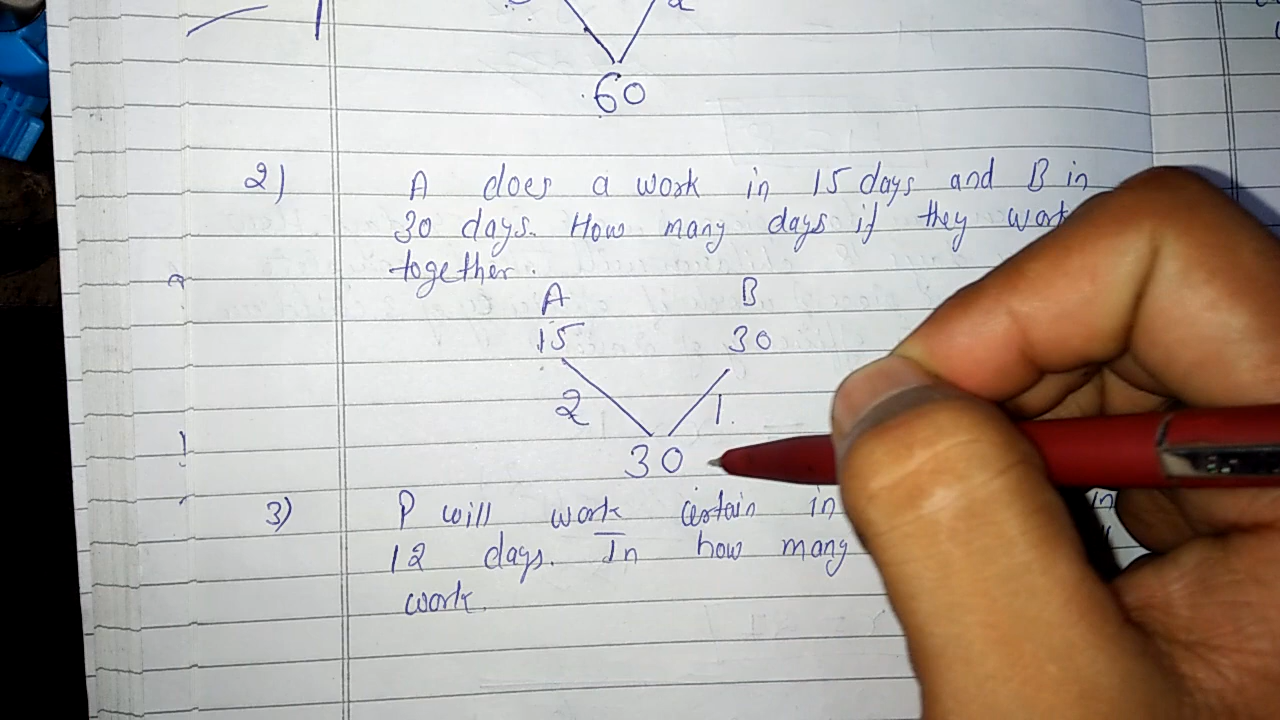 60
2) A does a work in 15 days and B in
30 days. How many days if they work
together.
A B
15 30
2 1.
30
3) P will work certain in
12 days. In how many
work.